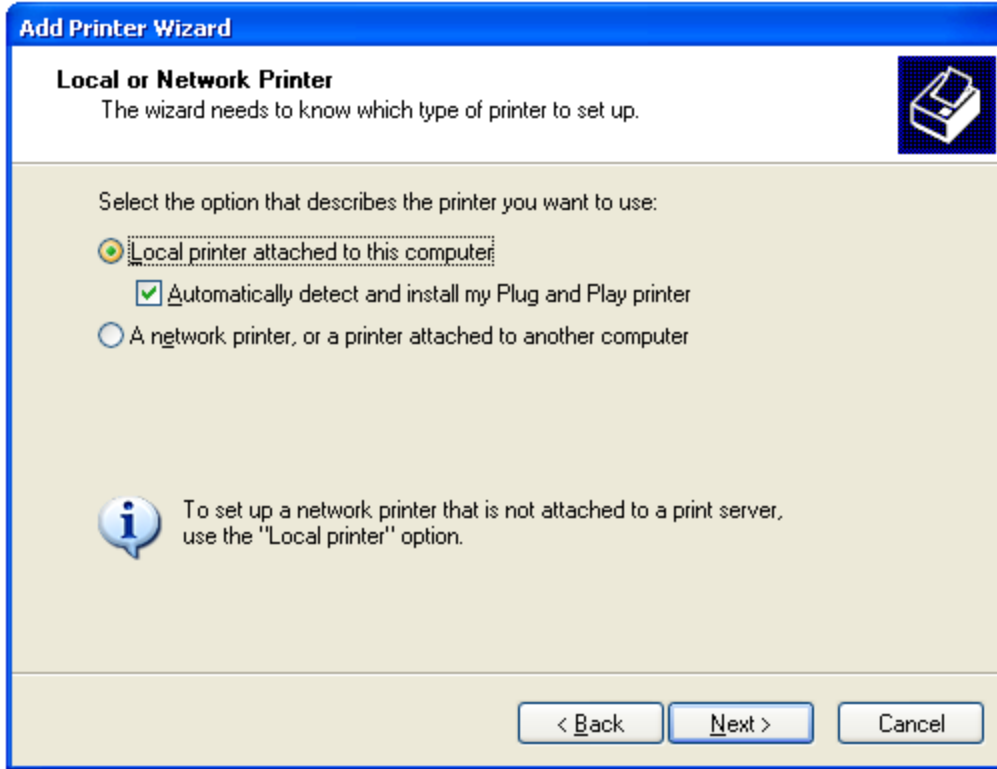 Add Printer Wizard
Local or Network Printer
The wizard needs to know which type of printer to set up.
Select the option that describes the printer you want to use:
Local printer attached to this computer
Automatically detect and install my Plug and Play printer
A network printer, or a printer attached to another computer
To set up a network printer that is not attached to a print server,
use the "Local printer" option.
< Back
Next >
Cancel